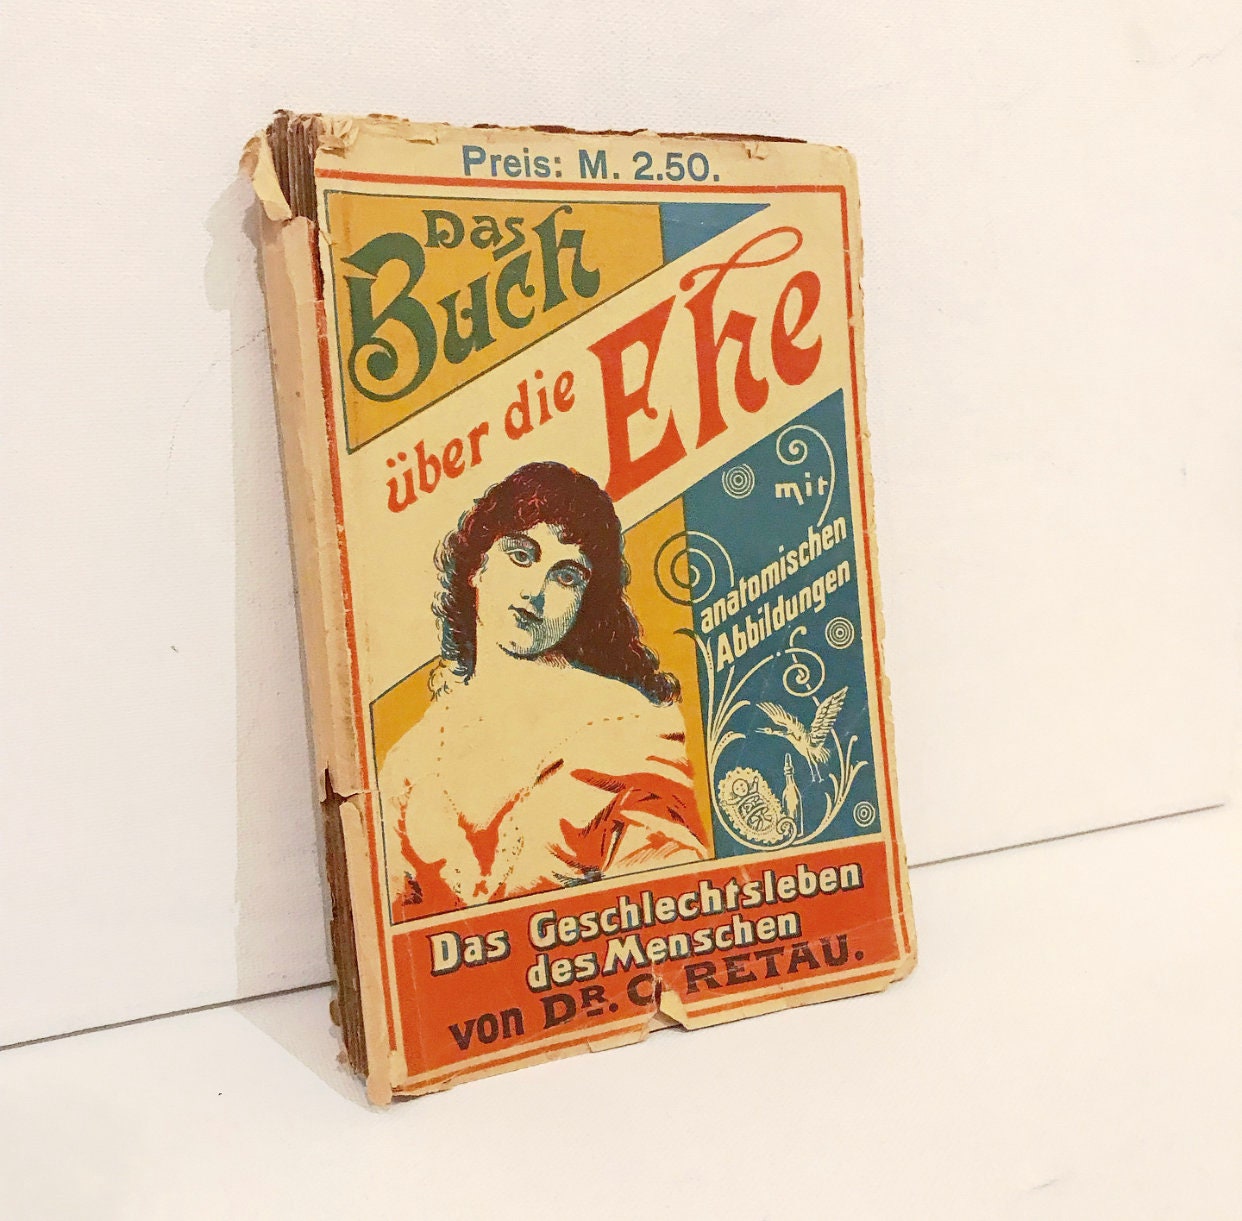 Preis: M. 2.50.
Das
Buch
über die Ehe
mit
anatomischen
Abbildungen
Das Geschlechtsleben
des Menschen
von DR. O RETAU.